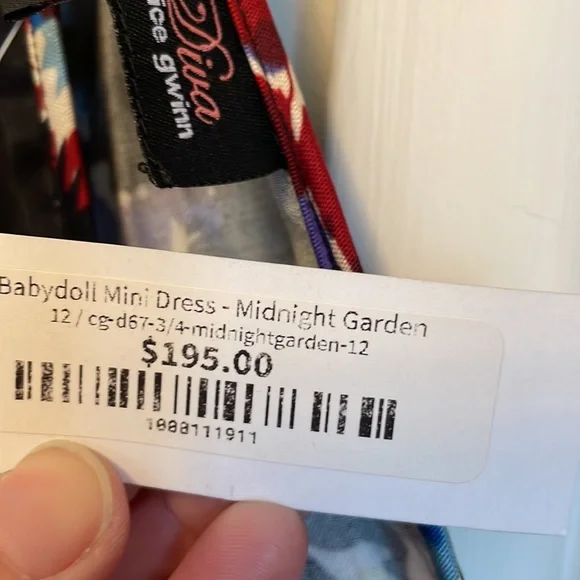 Diva
ice gwinn
Babydoll Mini Dress - Midnight Garden
12 / cg-d67-3/4-midnightgarden-12
$195.00
1000111911